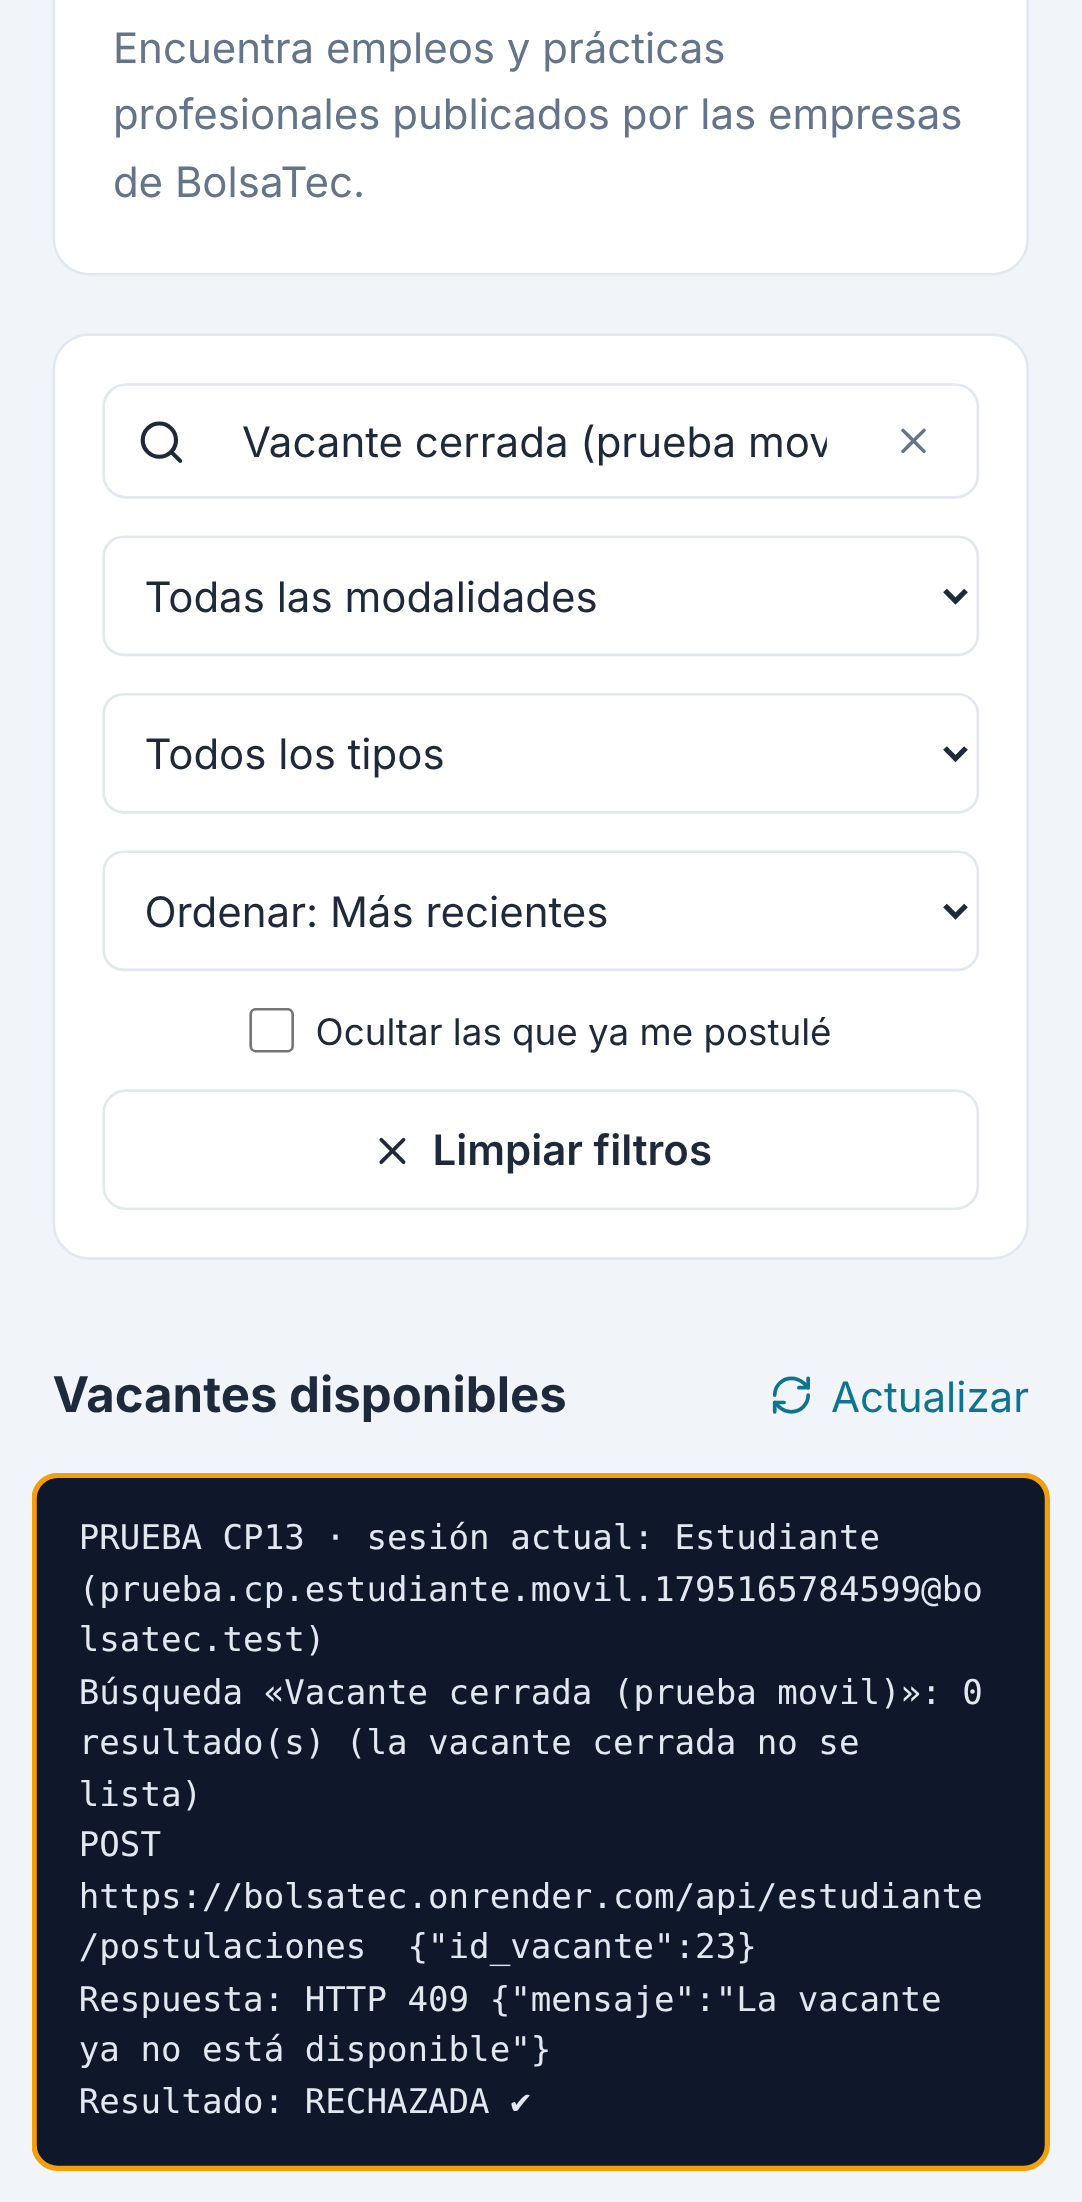 Encuentra empleos y prácticas
profesionales publicados por las empresas
de BolsaTec.
Vacante cerrada (prueba mov
Todas las modalidades
Todos los tipos
Ordenar: Más recientes
Ocultar las que ya me postulé
Limpiar filtros
Vacantes disponibles
Actualizar
PRUEBA CP13 · sesión actual: Estudiante
(prueba.cp.estudiante.movil.1795165784599@bo
lsatec.test)
Búsqueda «Vacante cerrada (prueba movil)»: 0
resultado(s) (la vacante cerrada no se
lista)
POST
https://bolsatec.onrender.com/api/estudiante
/postulaciones  {"id_vacante":23}
Respuesta: HTTP 409 {"mensaje":"La vacante
ya no está disponible"}
Resultado: RECHAZADA ✔